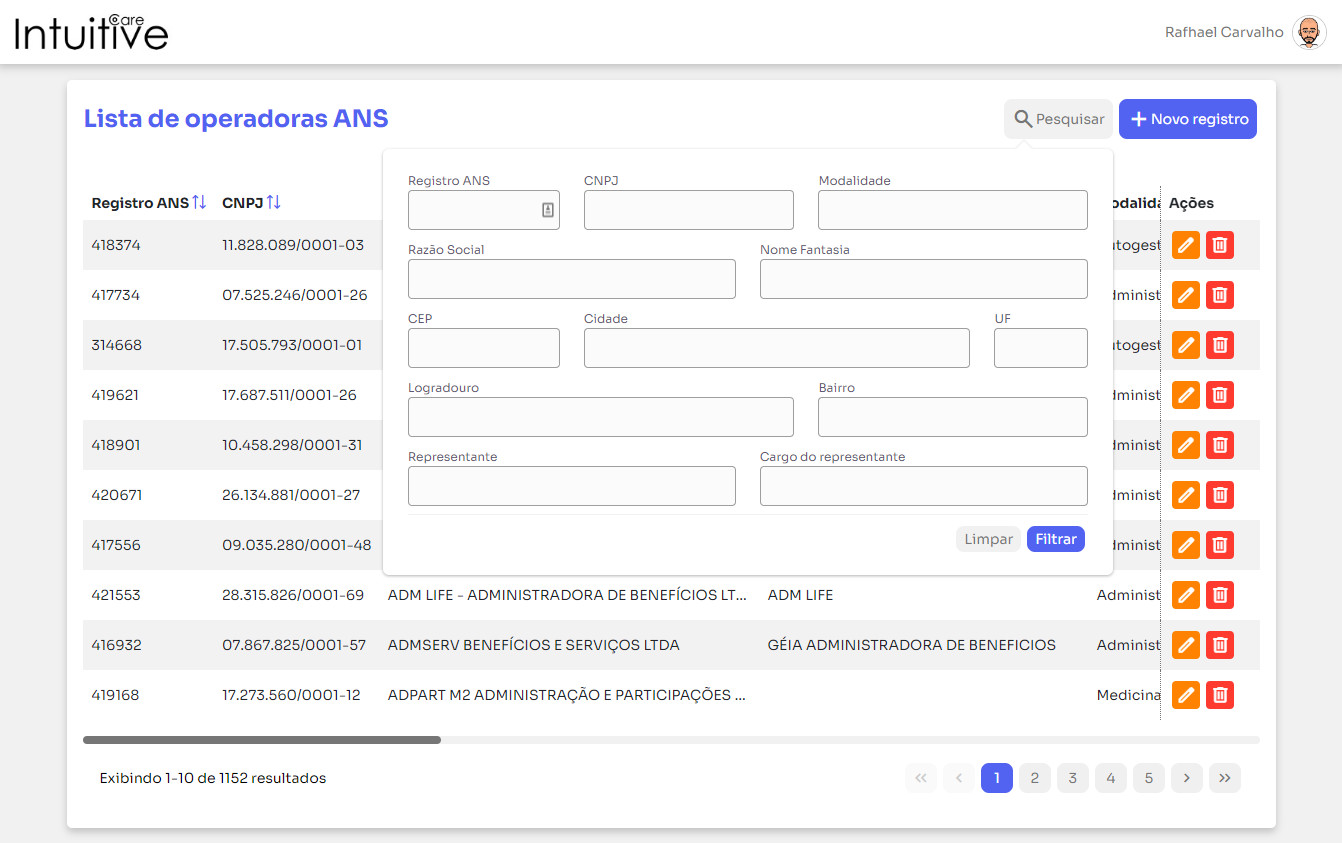 Intuitive Care
Rafhael Carvalho
Lista de operadoras ANS
Pesquisar
Novo registro
Registro ANS
CNPJ
Modalidade
Razão Social
Nome Fantasia
CEP
Cidade
UF
Logradouro
Bairro
Representante
Cargo do representante
Limpar
Filtrar
Registro ANS CNPJ odalida Ações
418374 11.828.089/0001-03 utogest
417734 07.525.246/0001-26 dminist
314668 17.505.793/0001-01 utogest
419621 17.687.511/0001-26 dminist
418901 10.458.298/0001-31 dminist
420671 26.134.881/0001-27 dminist
417556 09.035.280/0001-48 dminist
421553 28.315.826/0001-69 ADM LIFE - ADMINISTRADORA DE BENEFÍCIOS LT... ADM LIFE Administ
416932 07.867.825/0001-57 ADMSERV BENEFÍCIOS E SERVIÇOS LTDA GÉIA ADMINISTRADORA DE BENEFICIOS Administ
419168 17.273.560/0001-12 ADPART M2 ADMINISTRAÇÃO E PARTICIPAÇÕES ... Medicina
Exibindo 1-10 de 1152 resultados
« ‹ 1 2 3 4 5 › »